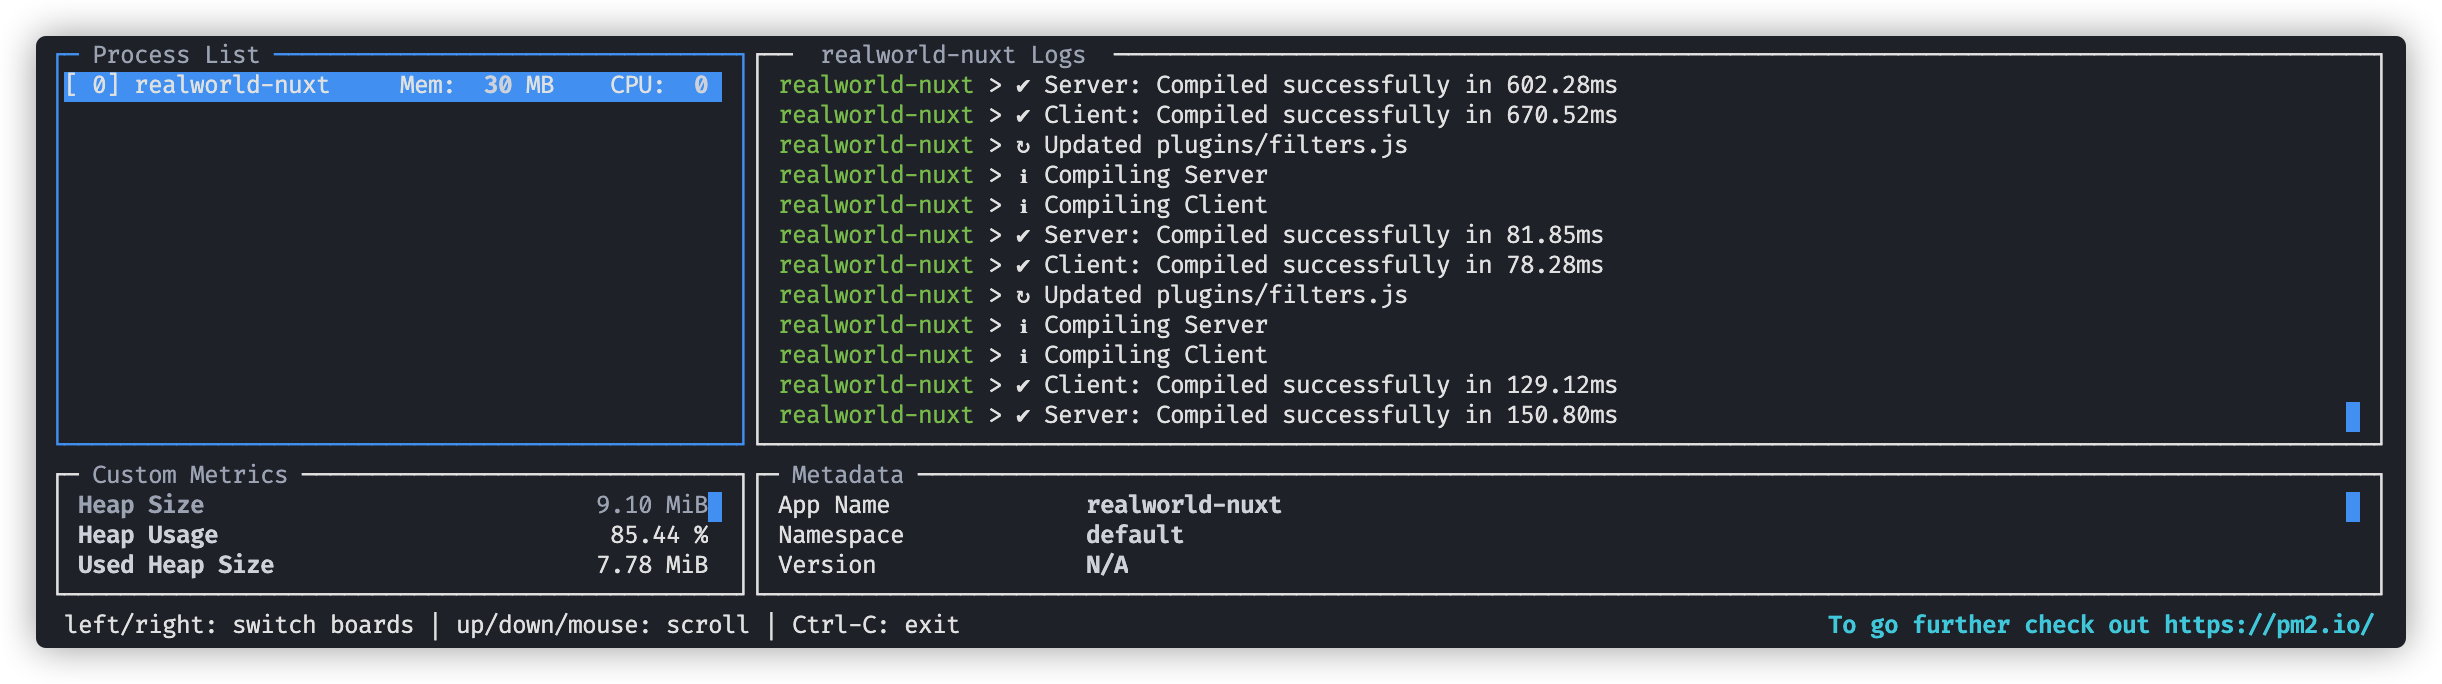 Process List
[ 0] realworld-nuxt Mem: 30 MB CPU: 0
realworld-nuxt Logs
realworld-nuxt > ✔ Server: Compiled successfully in 602.28ms
realworld-nuxt > ✔ Client: Compiled successfully in 670.52ms
realworld-nuxt > ↻ Updated plugins/filters.js
realworld-nuxt > ℹ Compiling Server
realworld-nuxt > ℹ Compiling Client
realworld-nuxt > ✔ Server: Compiled successfully in 81.85ms
realworld-nuxt > ✔ Client: Compiled successfully in 78.28ms
realworld-nuxt > ↻ Updated plugins/filters.js
realworld-nuxt > ℹ Compiling Server
realworld-nuxt > ℹ Compiling Client
realworld-nuxt > ✔ Client: Compiled successfully in 129.12ms
realworld-nuxt > ✔ Server: Compiled successfully in 150.80ms
Custom Metrics
Heap Size 9.10 MiB
Heap Usage 85.44 %
Used Heap Size 7.78 MiB
Metadata
App Name realworld-nuxt
Namespace default
Version N/A
left/right: switch boards | up/down/mouse: scroll | Ctrl-C: exit
To go further check out https://pm2.io/